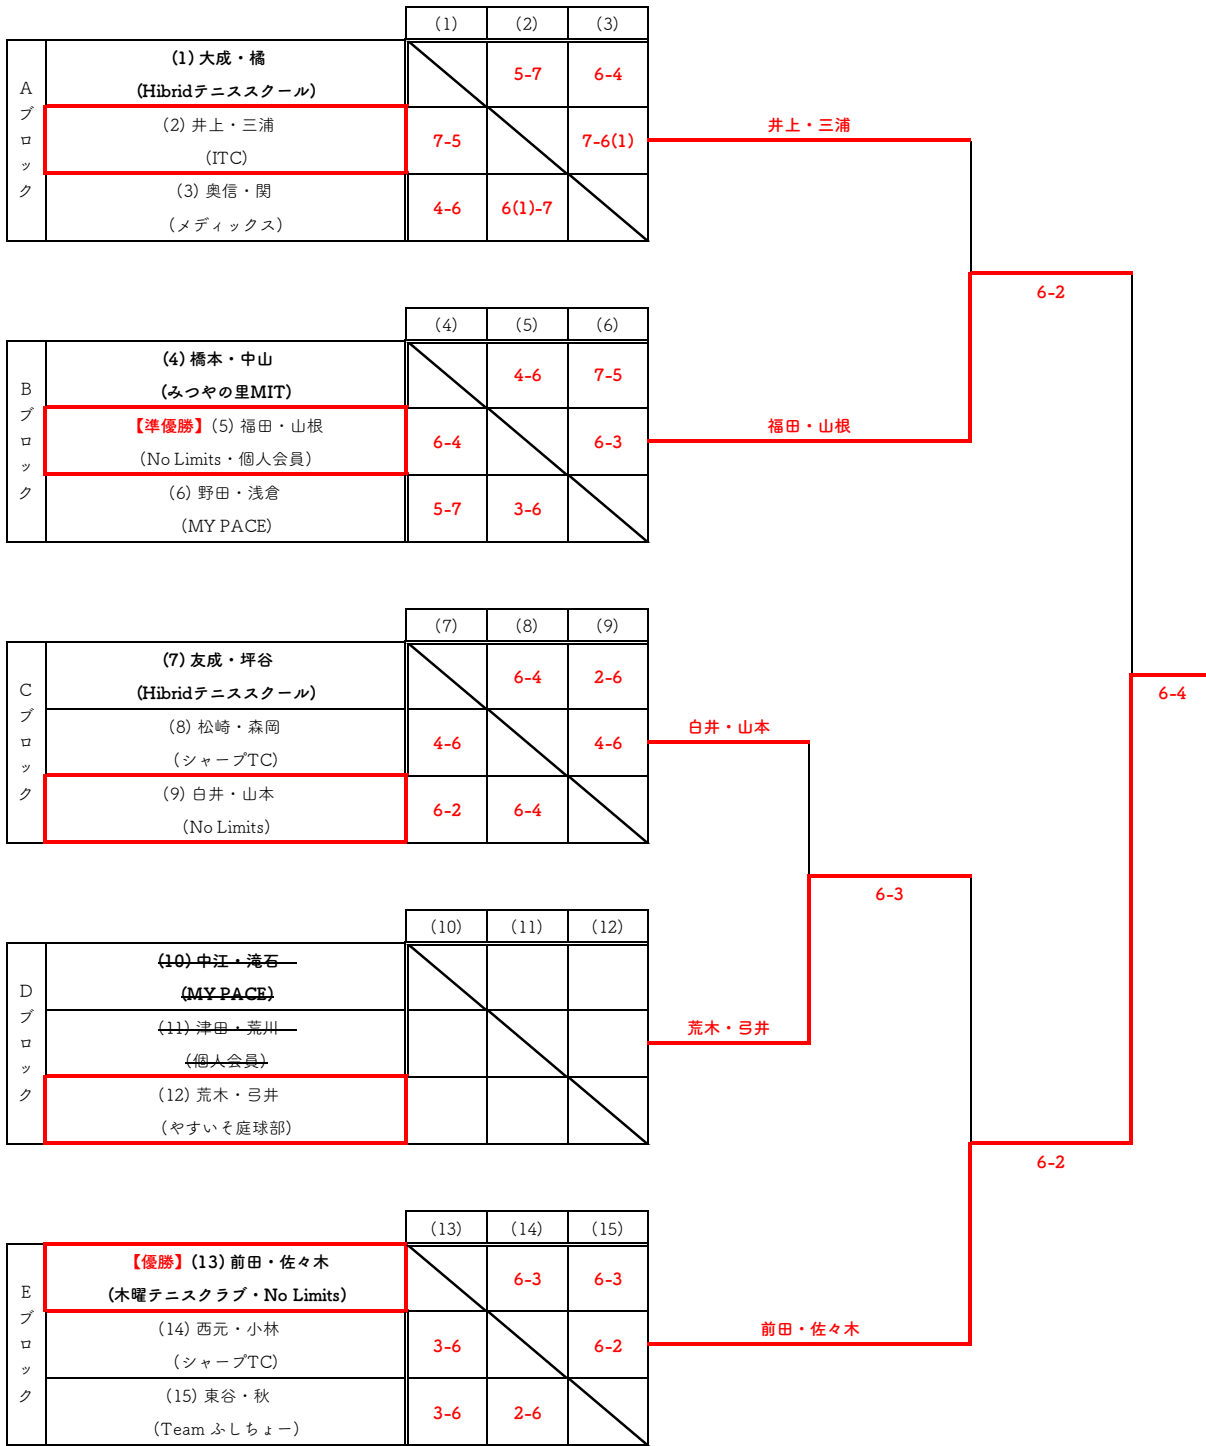 (1) (2) (3)
Aブロック
(1) 大成・橘
(Hibridテニススクール)
5-7 6-4
(2) 井上・三浦
(ITC)
7-5 7-6(1)
(3) 奥信・関
(メディックス)
4-6 6(1)-7
井上・三浦
6-2
(4) (5) (6)
Bブロック
(4) 橋本・中山
(みつやの里MIT)
4-6 7-5
【準優勝】(5) 福田・山根
(No Limits・個人会員)
6-4 6-3
(6) 野田・浅倉
(MY PACE)
5-7 3-6
福田・山根
(7) (8) (9)
Cブロック
(7) 友成・坪谷
(Hibridテニススクール)
6-4 2-6
(8) 松崎・森岡
(シャープTC)
4-6 4-6
(9) 白井・山本
(No Limits)
6-2 6-4
白井・山本
6-4
6-3
(10) (11) (12)
Dブロック
(10) 中江・滝石
(MY PACE)
(11) 津田・荒川
(個人会員)
(12) 荒木・弓井
(やすいそ庭球部)
荒木・弓井
6-2
(13) (14) (15)
Eブロック
【優勝】(13) 前田・佐々木
(木曜テニスクラブ・No Limits)
6-3 6-3
(14) 西元・小林
(シャープTC)
3-6 6-2
(15) 東谷・秋
(Team ふしちょー)
3-6 2-6
前田・佐々木